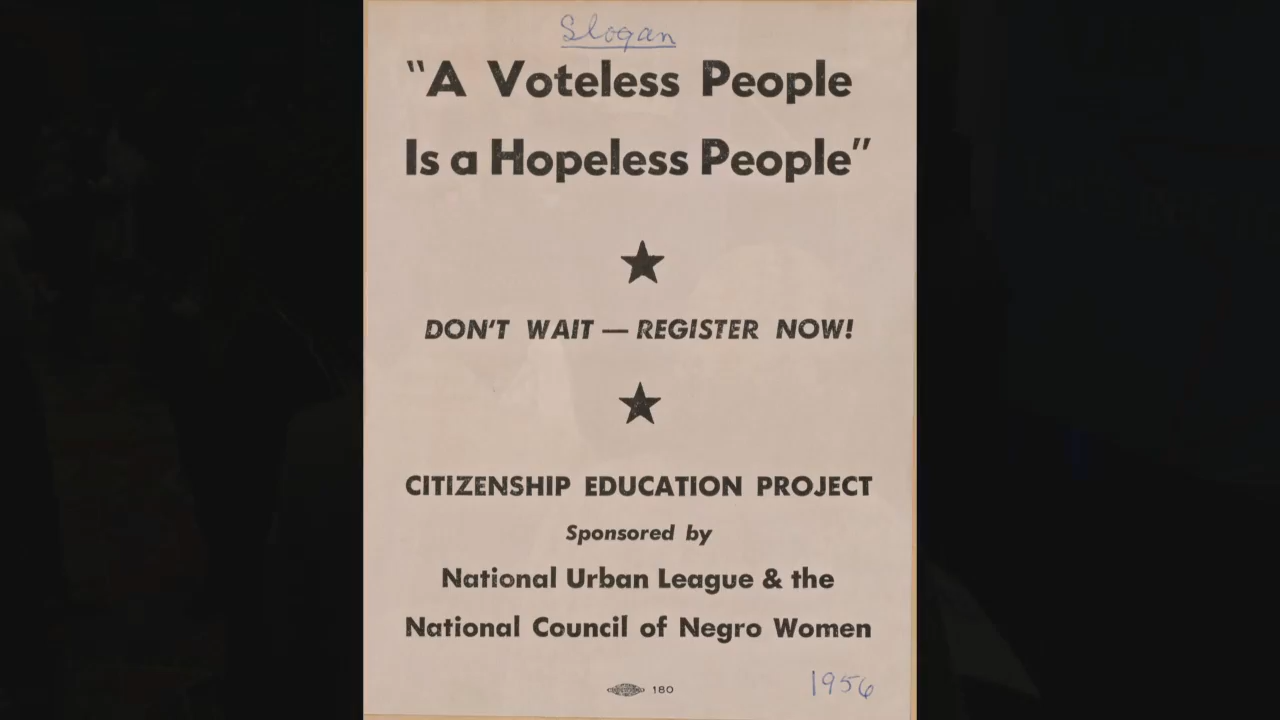 Slogan
"A Voteless People
Is a Hopeless People"
DON'T WAIT — REGISTER NOW!
CITIZENSHIP EDUCATION PROJECT
Sponsored by
National Urban League & the
National Council of Negro Women
180
1956